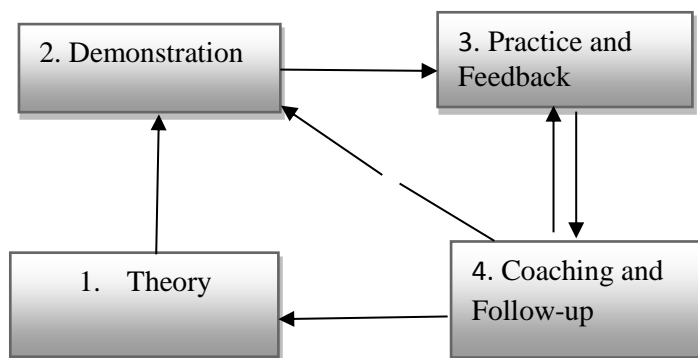 2. Demonstration
3. Practice and
Feedback
1. Theory
4. Coaching and
Follow-up